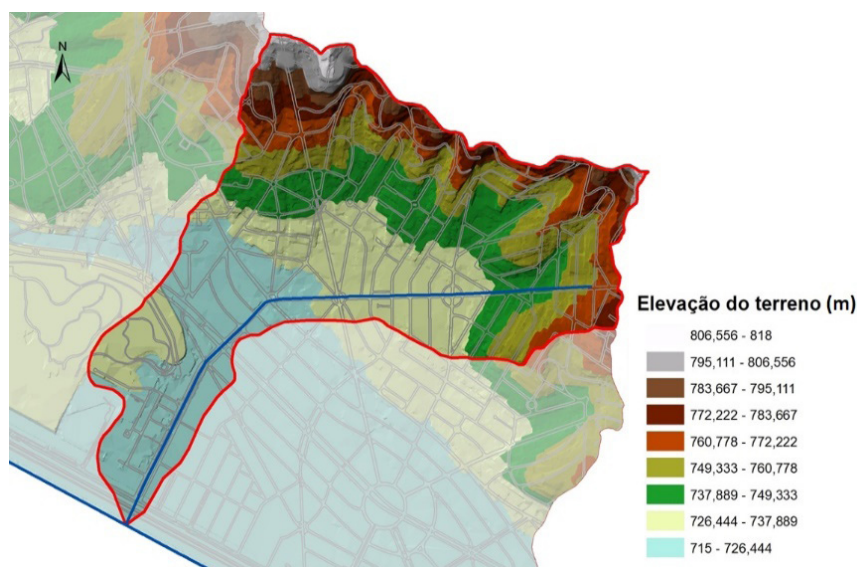 N
Elevação do terreno (m)
806,556 - 818
795,111 - 806,556
783,667 - 795,111
772,222 - 783,667
760,778 - 772,222
749,333 - 760,778
737,889 - 749,333
726,444 - 737,889
715 - 726,444